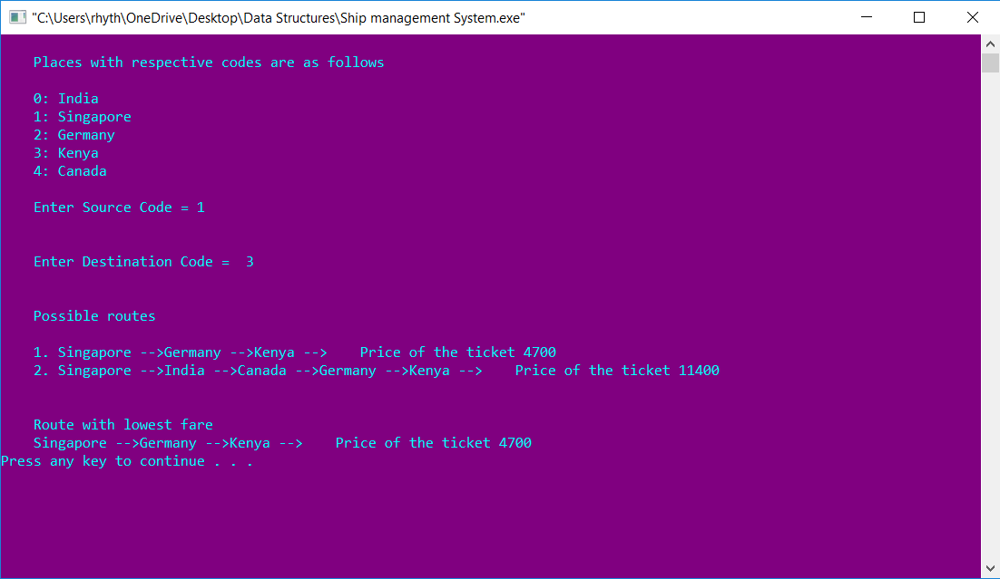 "C:\Users\rhyth\OneDrive\Desktop\Data Structures\Ship management System.exe"
Places with respective codes are as follows
0: India
1: Singapore
2: Germany
3: Kenya
4: Canada
Enter Source Code = 1
Enter Destination Code =  3
Possible routes
1. Singapore -->Germany -->Kenya -->    Price of the ticket 4700
2. Singapore -->India -->Canada -->Germany -->Kenya -->    Price of the ticket 11400
Route with lowest fare
Singapore -->Germany -->Kenya -->    Price of the ticket 4700
Press any key to continue . . .